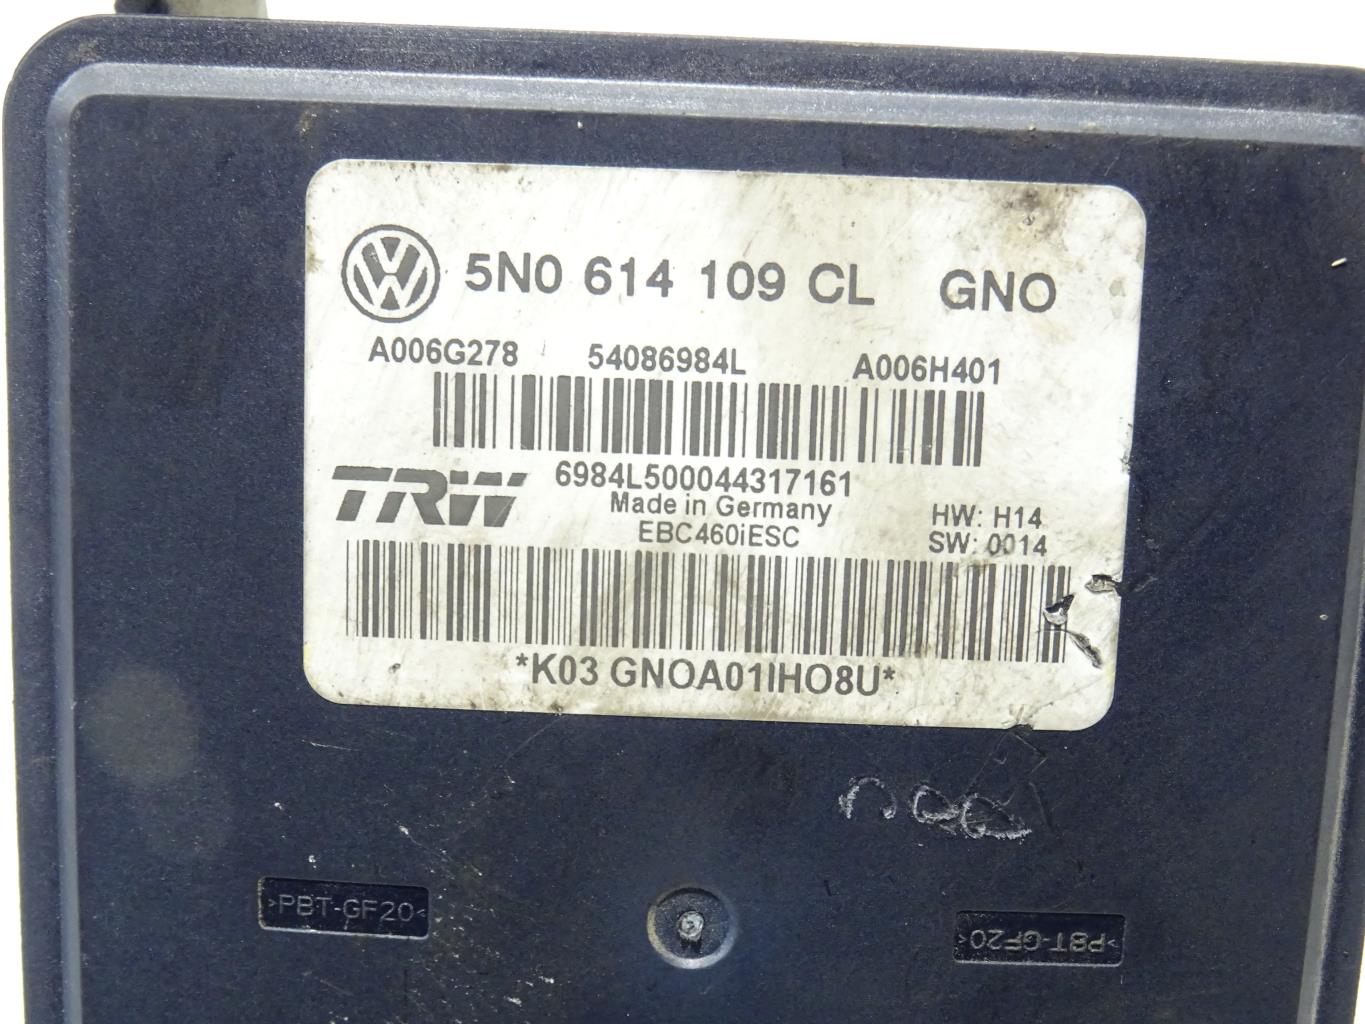 5N0 614 109 CL GNO
A006G278 54086984L A006H401
TRW 6984L500044317161
Made in Germany
EBC460iESC
HW: H14
SW: 0014
*K03 GNOA01IHO8U*
>PBT-GF20<
>PBT-GF20<